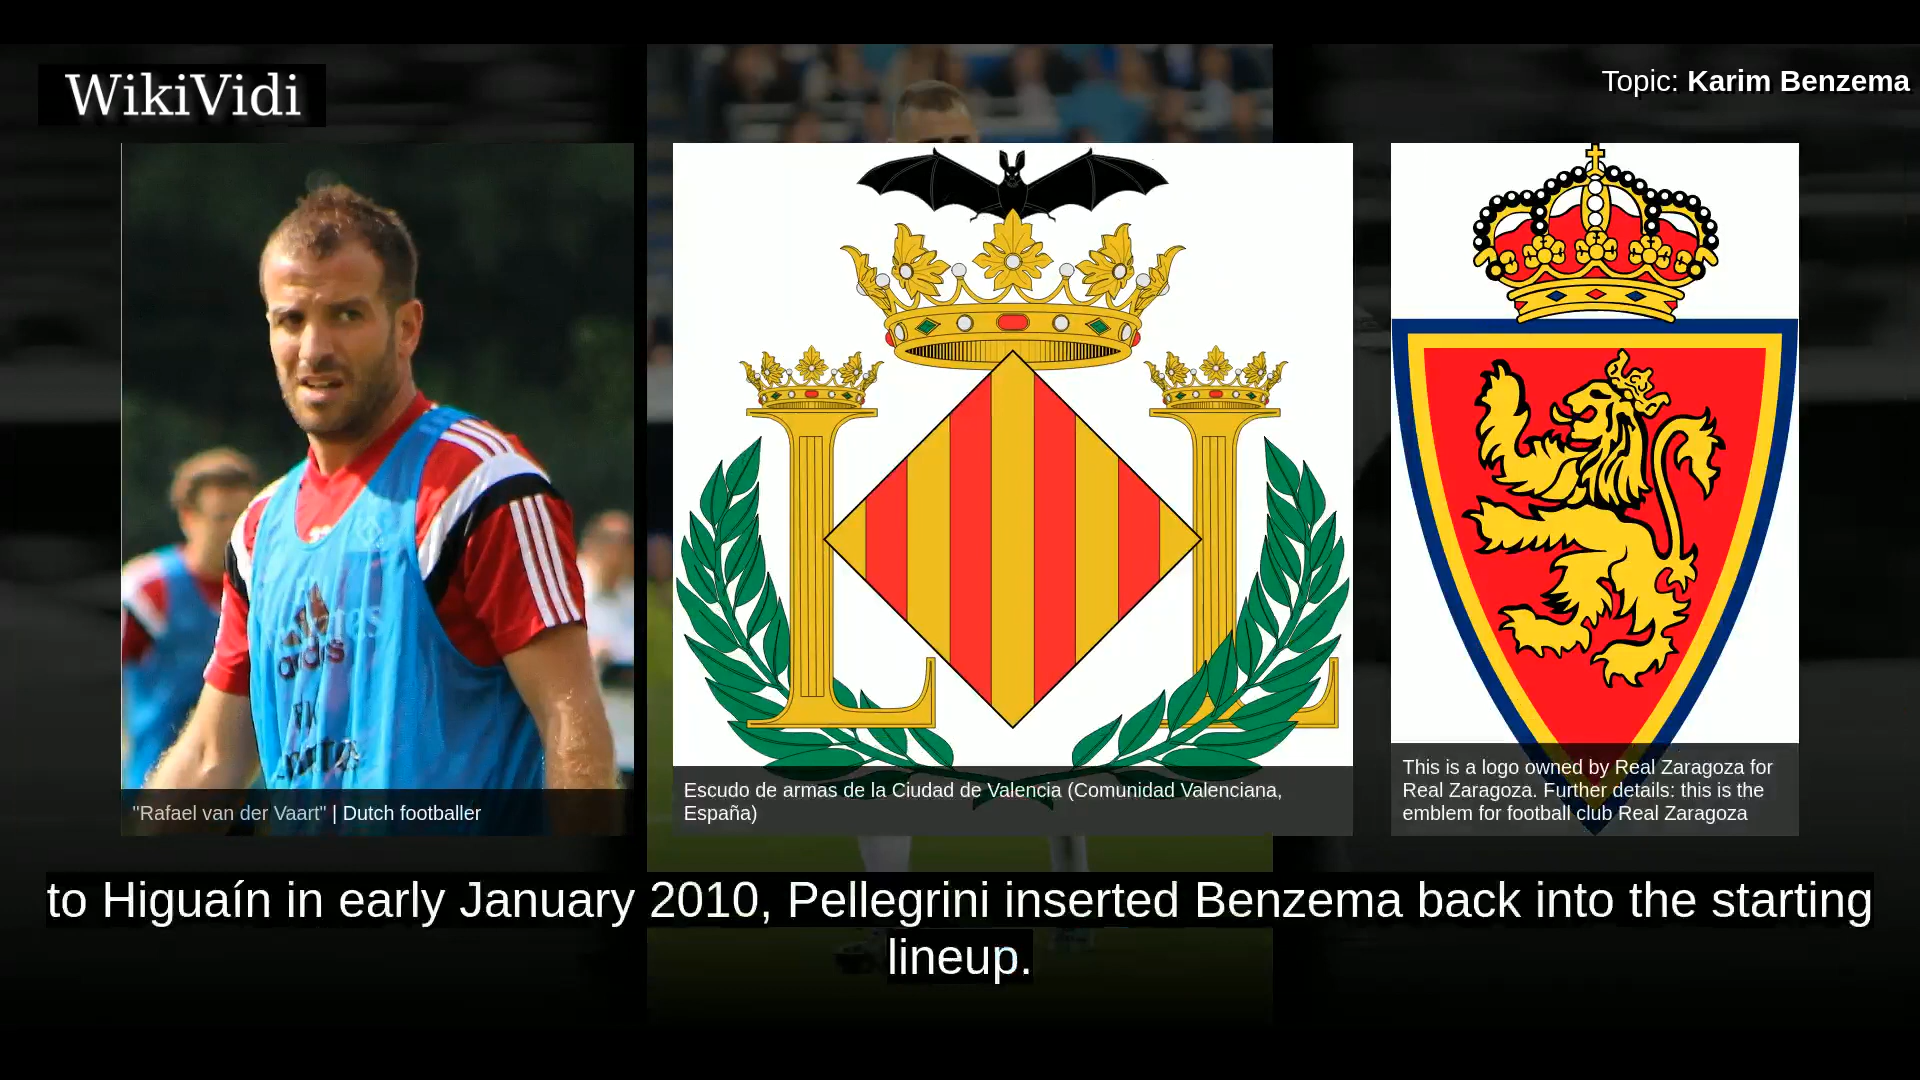 WikiVidi
Topic: Karim Benzema
adidas
"Rafael van der Vaart" | Dutch footballer
Escudo de armas de la Ciudad de Valencia (Comunidad Valenciana,
España)
This is a logo owned by Real Zaragoza for
Real Zaragoza. Further details: this is the
emblem for football club Real Zaragoza
to Higuaín in early January 2010, Pellegrini inserted Benzema back into the starting
lineup.